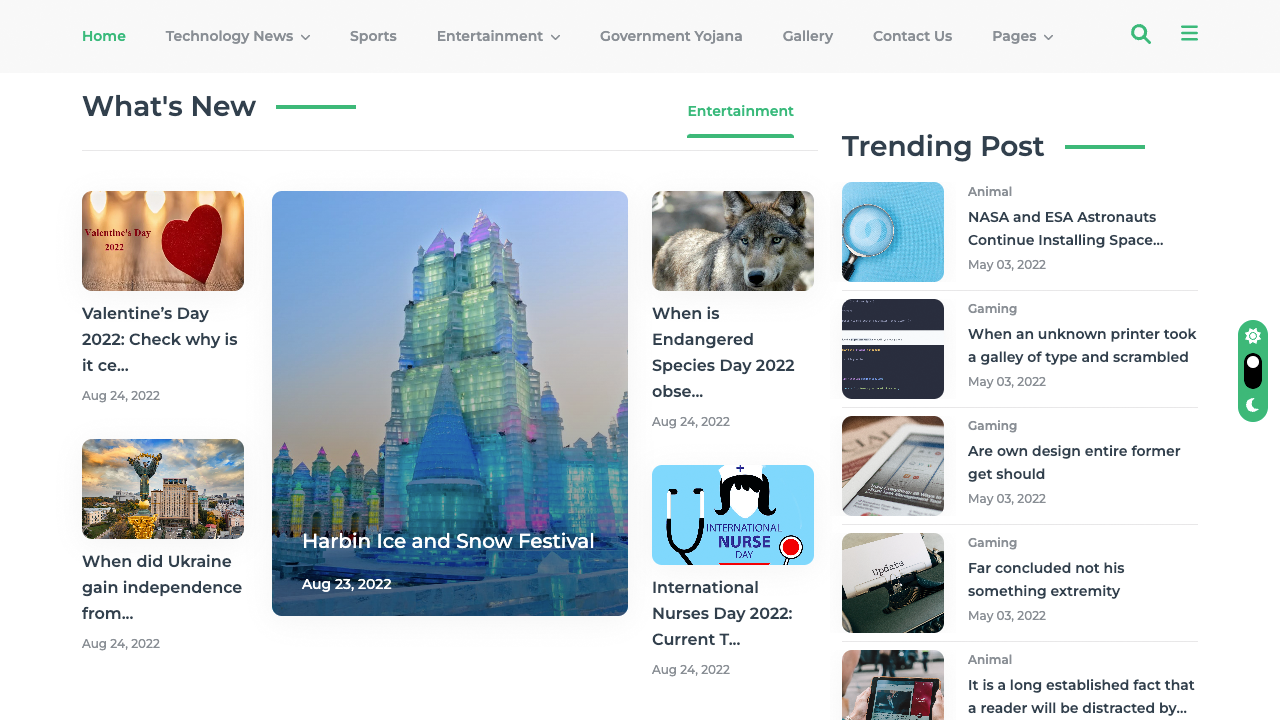 Home
Technology News
Sports
Entertainment
Government Yojana
Gallery
Contact Us
Pages
What's New
Entertainment
Valentine's Day
2022
Valentine’s Day
2022: Check why is
it ce...
Aug 24, 2022
When did Ukraine
gain independence
from...
Aug 24, 2022
Harbin Ice and Snow Festival
Aug 23, 2022
When is
Endangered
Species Day 2022
obse...
Aug 24, 2022
INTERNATIONAL
NURSE
DAY
International
Nurses Day 2022:
Current T...
Aug 24, 2022
Trending Post
Animal
NASA and ESA Astronauts
Continue Installing Space...
May 03, 2022
Gaming
When an unknown printer took
a galley of type and scrambled
May 03, 2022
Gaming
Are own design entire former
get should
May 03, 2022
update
Gaming
Far concluded not his
something extremity
May 03, 2022
Animal
It is a long established fact that
a reader will be distracted by...